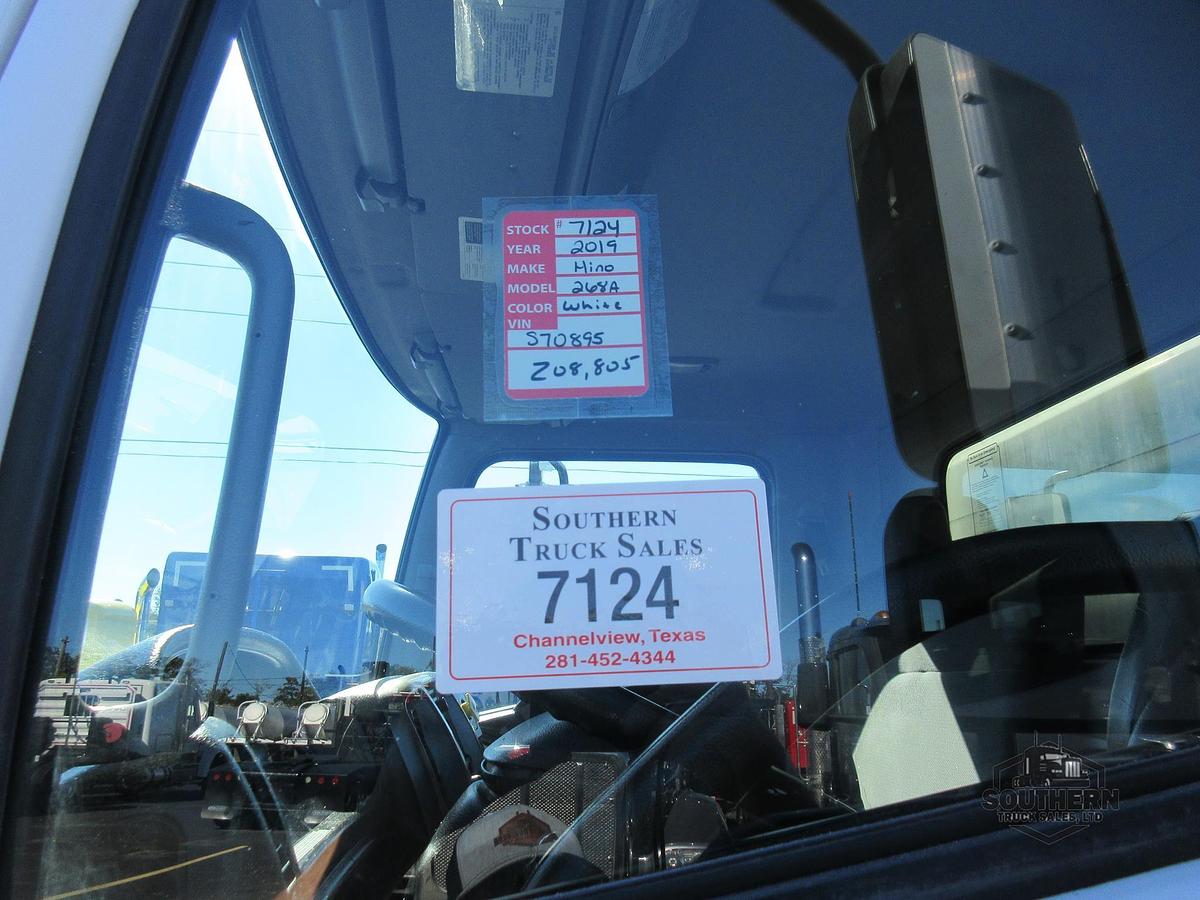 STOCK # 7124
YEAR 2019
MAKE Hino
MODEL 268A
COLOR White
VIN
S70895
208,805
SOUTHERN
TRUCK SALES
7124
Channelview, Texas
281-452-4344
SOUTHERN
TRUCK SALES, LTD